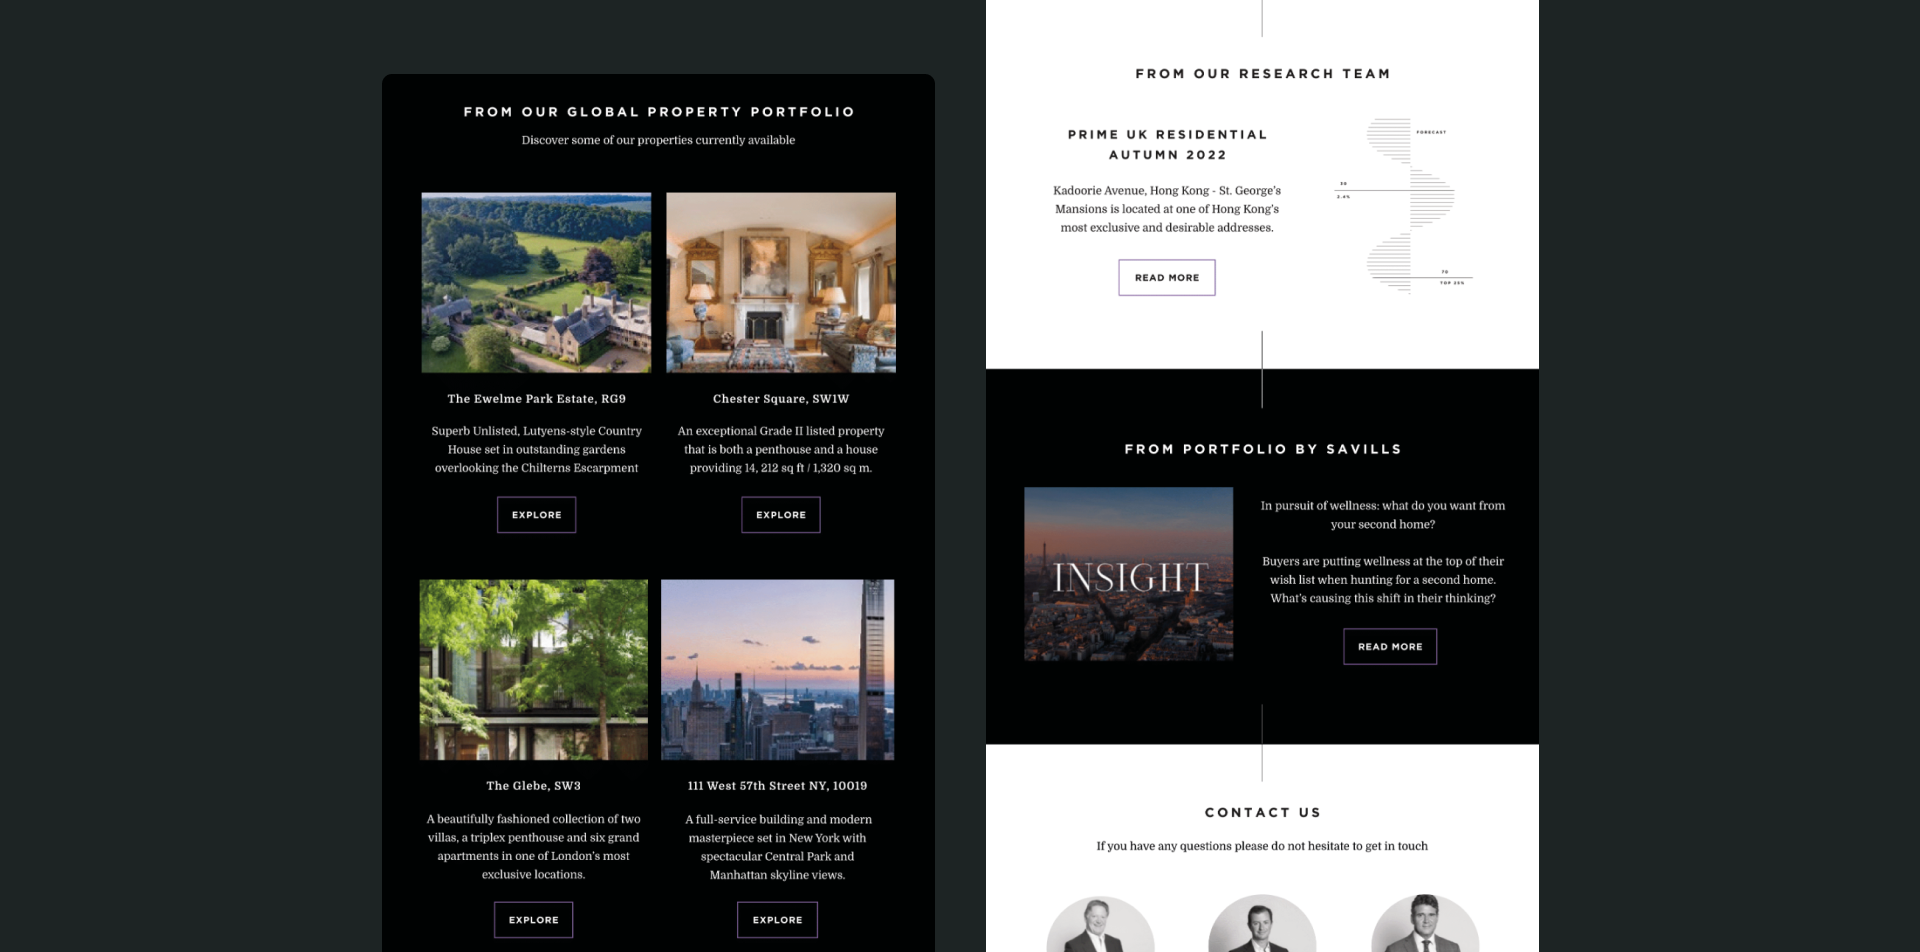 FROM OUR GLOBAL PROPERTY PORTFOLIO
Discover some of our properties currently available
The Ewelme Park Estate, RG9
Superb Unlisted, Lutyens-style Country
House set in outstanding gardens
overlooking the Chilterns Escarpment
EXPLORE
Chester Square, SW1W
An exceptional Grade II listed property
that is both a penthouse and a house
providing 14, 212 sq ft / 1,320 sq m.
EXPLORE
The Glebe, SW3
A beautifully fashioned collection of two
villas, a triplex penthouse and six grand
apartments in one of London's most
exclusive locations.
EXPLORE
111 West 57th Street NY, 10019
A full-service building and modern
masterpiece set in New York with
spectacular Central Park and
Manhattan skyline views.
EXPLORE
FROM OUR RESEARCH TEAM
PRIME UK RESIDENTIAL
AUTUMN 2022
Kadoorie Avenue, Hong Kong - St. George's
Mansions is located at one of Hong Kong's
most exclusive and desirable addresses.
READ MORE
FORECAST
30
2.4%
70
TOP 25%
FROM PORTFOLIO BY SAVILLS
INSIGHT
In pursuit of wellness: what do you want from
your second home?
Buyers are putting wellness at the top of their
wish list when hunting for a second home.
What's causing this shift in their thinking?
READ MORE
CONTACT US
If you have any questions please do not hesitate to get in touch